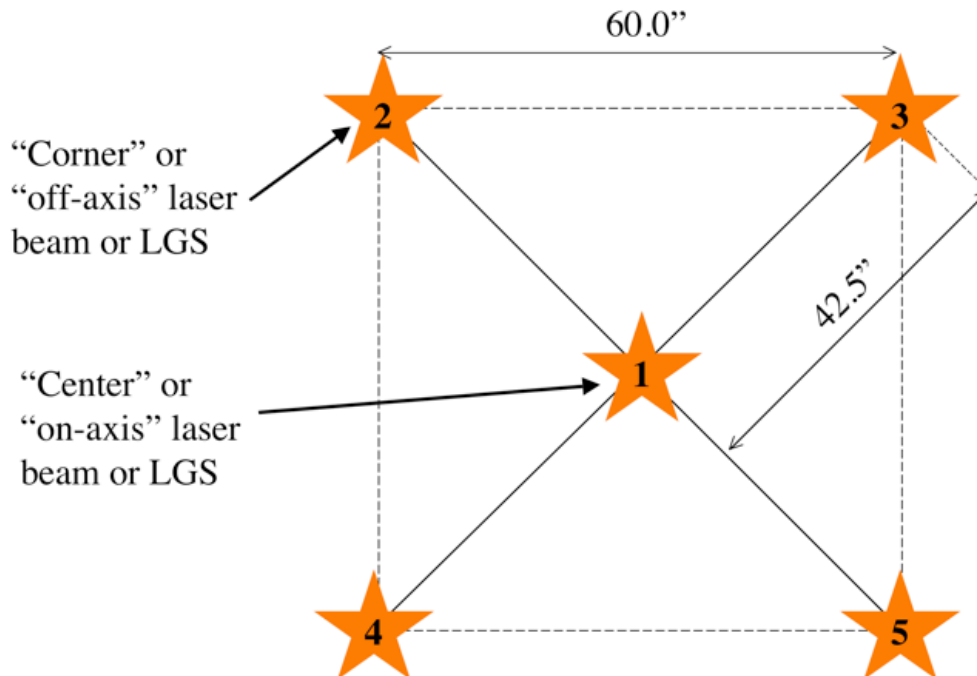 60.0”
2
3
“Corner” or
“off-axis” laser
beam or LGS
42.5”
1
“Center” or
“on-axis” laser
beam or LGS
4
5